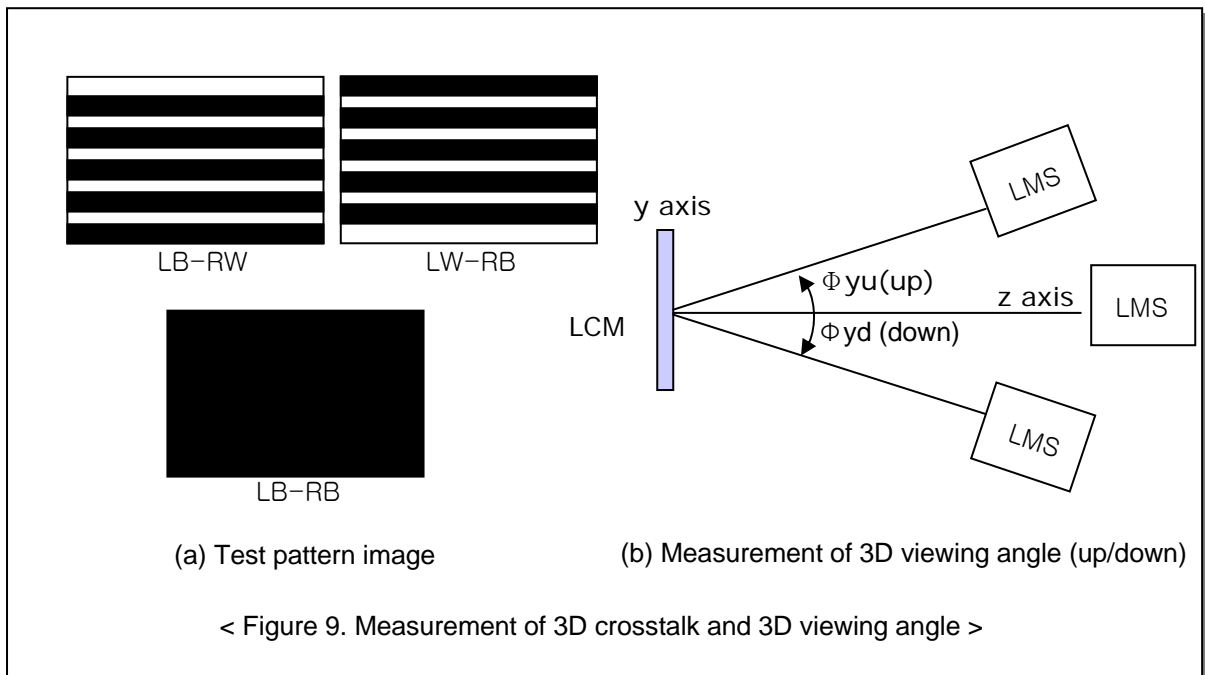 LB-RW
LW-RB
LB-RB
(a) Test pattern image
y axis
LCM
Φyu(up)
z axis
Φyd (down)
LMS
LMS
LMS
(b) Measurement of 3D viewing angle (up/down)
< Figure 9. Measurement of 3D crosstalk and 3D viewing angle >